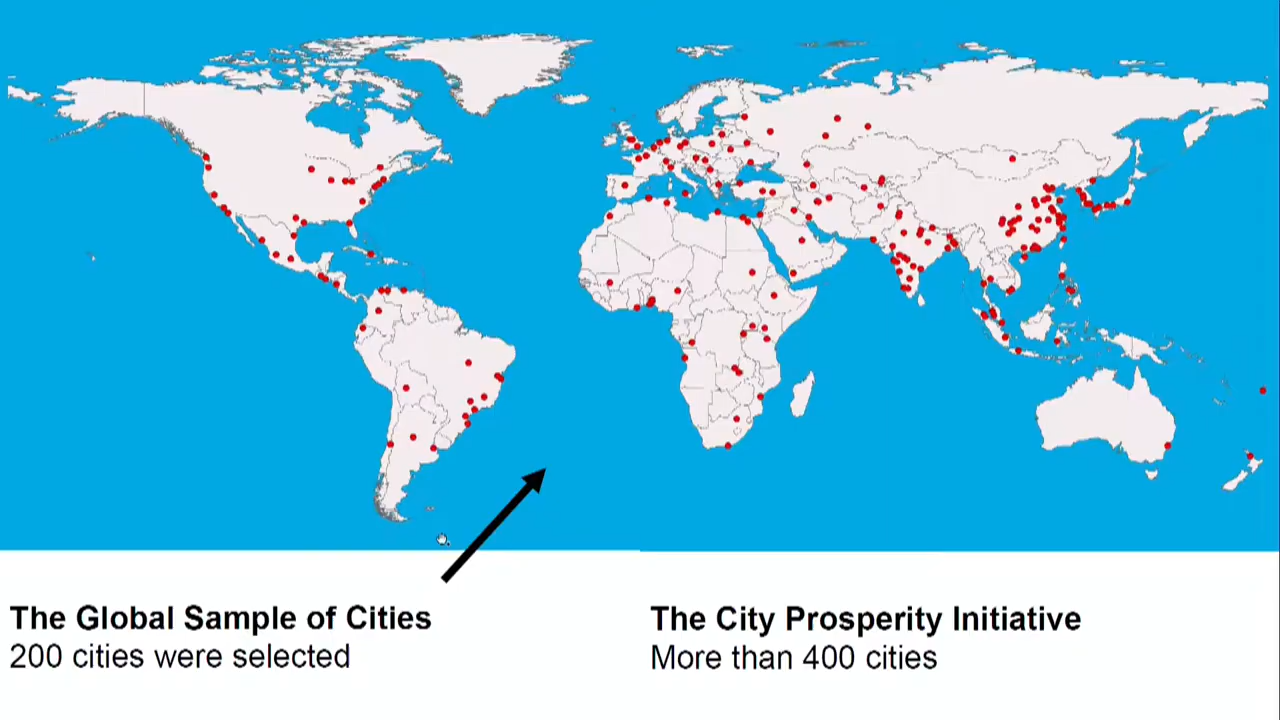 The Global Sample of Cities
200 cities were selected
The City Prosperity Initiative
More than 400 cities